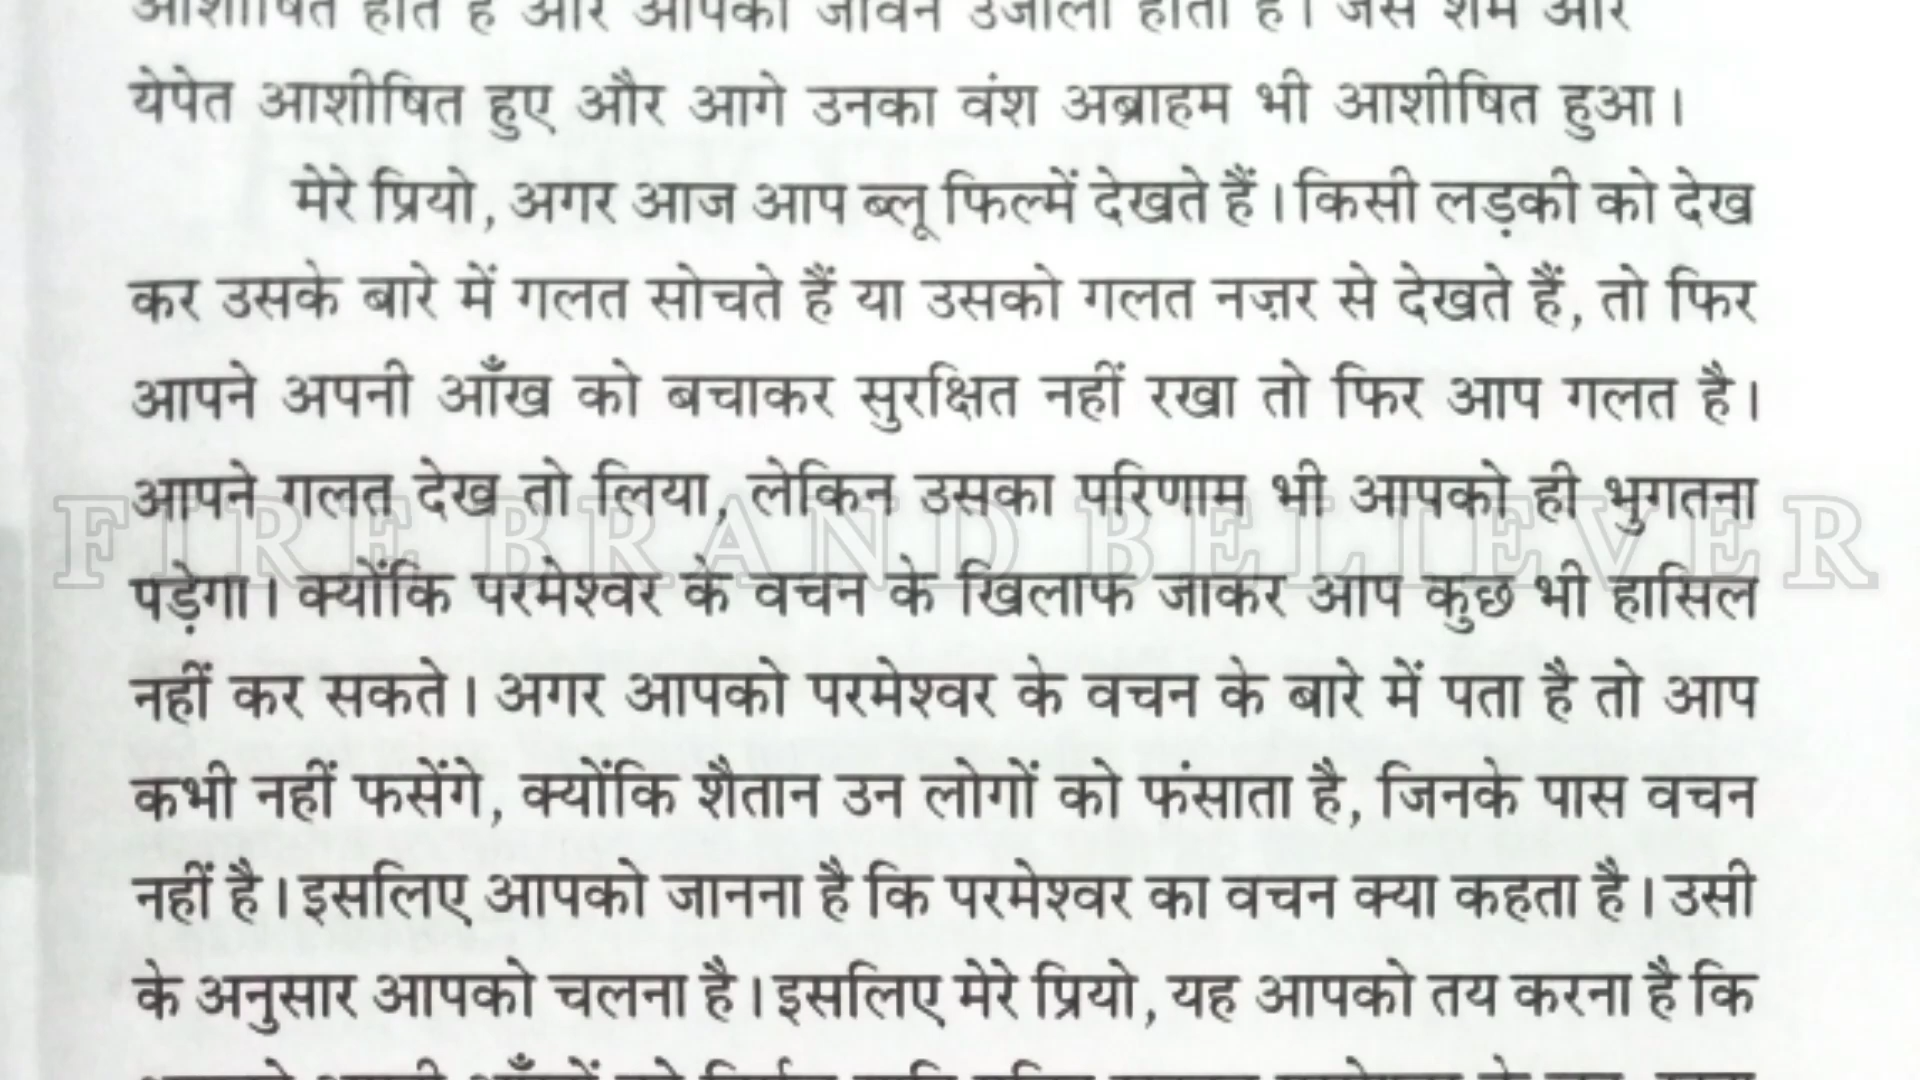 आशीषित होते है और आपका जीवन उजाला होता है। जैसे शेम और
येपेत आशीषित हुए और आगे उनका वंश अब्राहम भी आशीषित हुआ।
मेरे प्रियो, अगर आज आप ब्लू फिल्में देखते हैं। किसी लड़की को देख
कर उसके बारे में गलत सोचते हैं या उसको गलत नज़र से देखते हैं, तो फिर
आपने अपनी आँख को बचाकर सुरक्षित नहीं रखा तो फिर आप गलत है।
आपने गलत देख तो लिया, लेकिन उसका परिणाम भी आपको ही भुगतना
FIRE BRAND BELIEVER
पड़ेगा। क्योंकि परमेश्वर के वचन के खिलाफ जाकर आप कुछ भी हासिल
नहीं कर सकते। अगर आपको परमेश्वर के वचन के बारे में पता है तो आप
कभी नहीं फसेंगे, क्योंकि शैतान उन लोगों को फंसाता है, जिनके पास वचन
नहीं है। इसलिए आपको जानना है कि परमेश्वर का वचन क्या कहता है। उसी
के अनुसार आपको चलना है। इसलिए मेरे प्रियो, यह आपको तय करना है कि